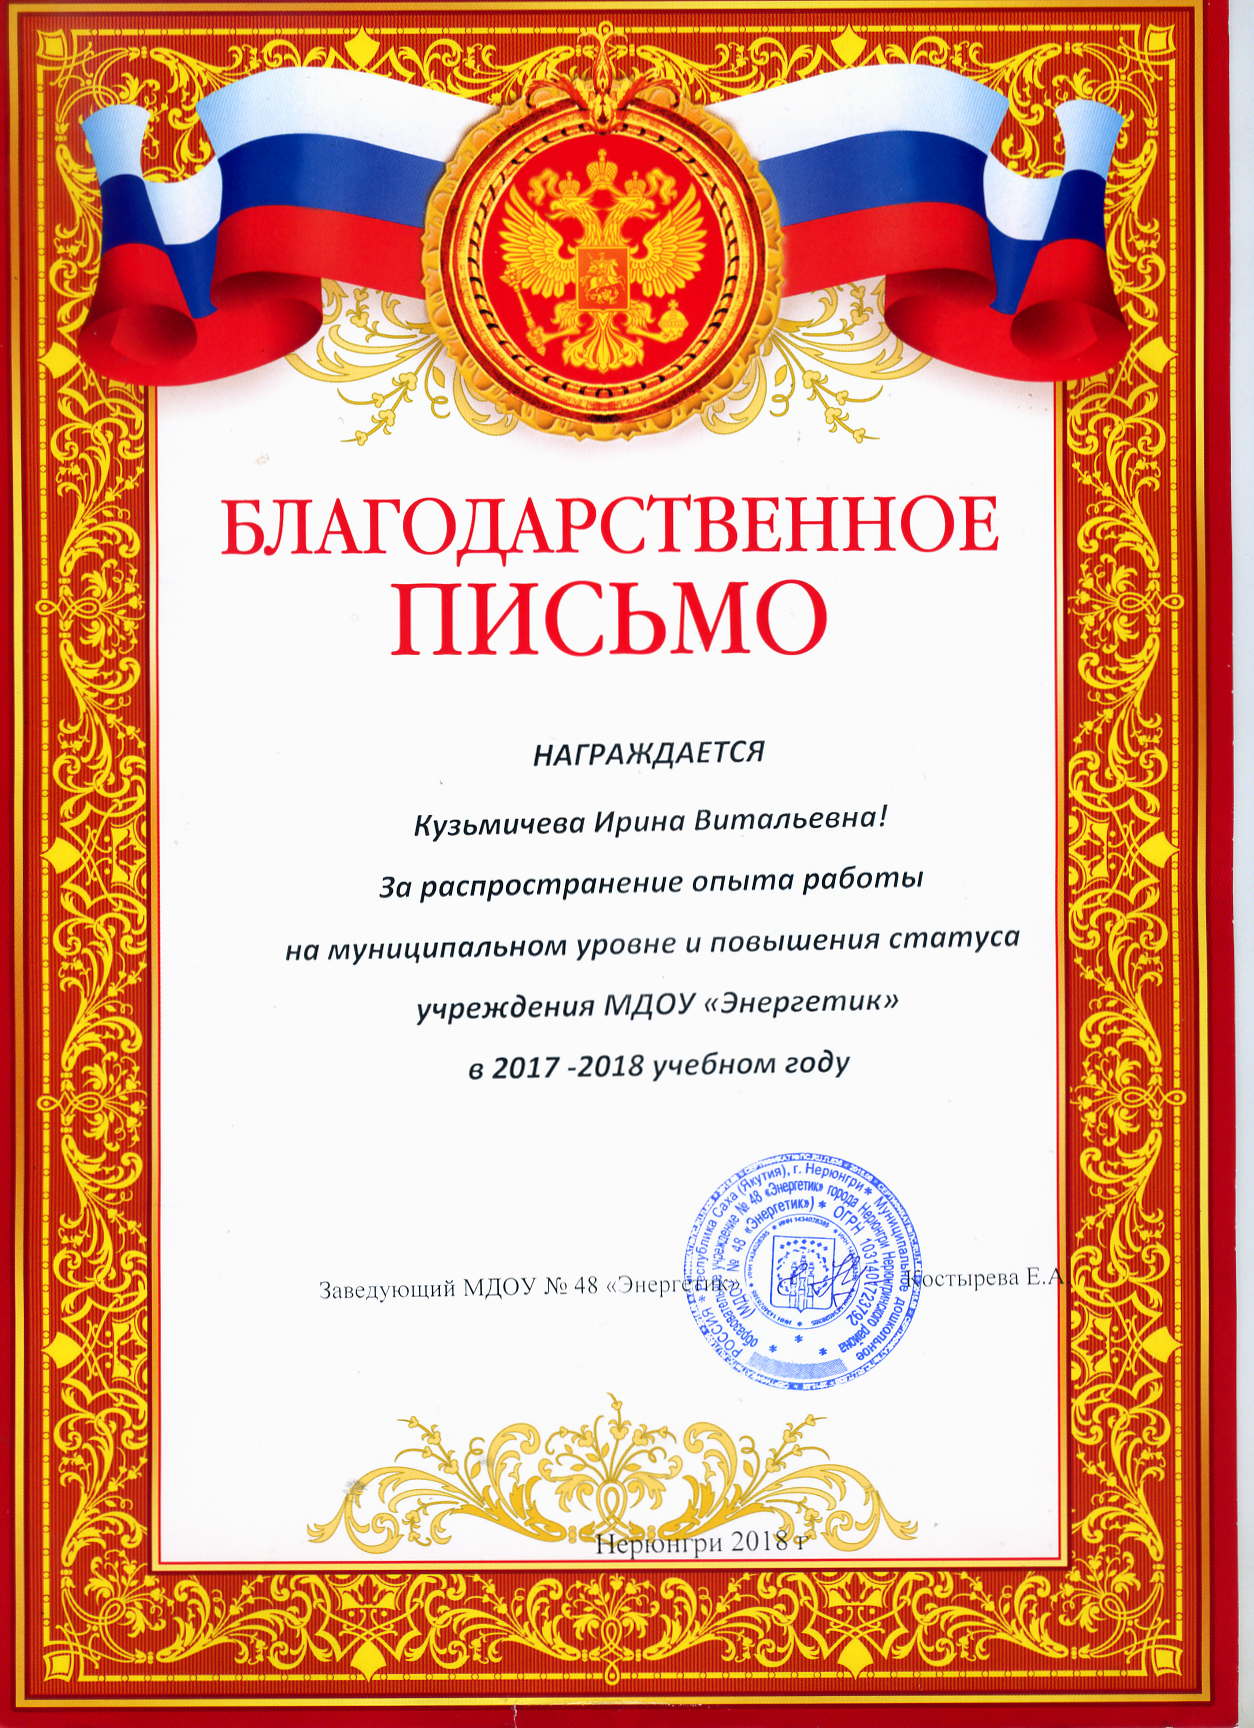 БЛАГОДАРСТВЕННОЕ
ПИСЬМО
НАГРАЖДАЕТСЯ
Кузьмичева Ирина Витальевна!
За распространение опыта работы
на муниципальном уровне и повышения статуса
учреждения МДОУ «Энергетик»
в 2017 -2018 учебном году
РОССИЯ * Республика Саха (Якутия), г. Нерюнгри * Муниципальное дошкольное
образовательное учреждение № 48 «Энергетик» города Нерюнгри Нерюнгринского района
(МДОУ № 48 «Энергетик») * ОГРН 1031401723792
Заведующий МДОУ № 48 «Энергетик» Костырева Е.А
Нерюнгри 2018 г